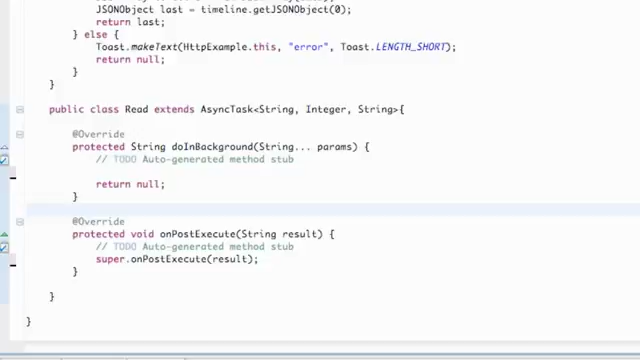 JSONObject last = timeline.getJSONObject(0);
return last;
} else {
Toast.makeText(HttpExample.this, "error", Toast.LENGTH_SHORT);
return null;
}
}
public class Read extends AsyncTask<String, Integer, String>{
@Override
protected String doInBackground(String... params) {
// TODO Auto-generated method stub
return null;
}
@Override
protected void onPostExecute(String result) {
// TODO Auto-generated method stub
super.onPostExecute(result);
}
}
}